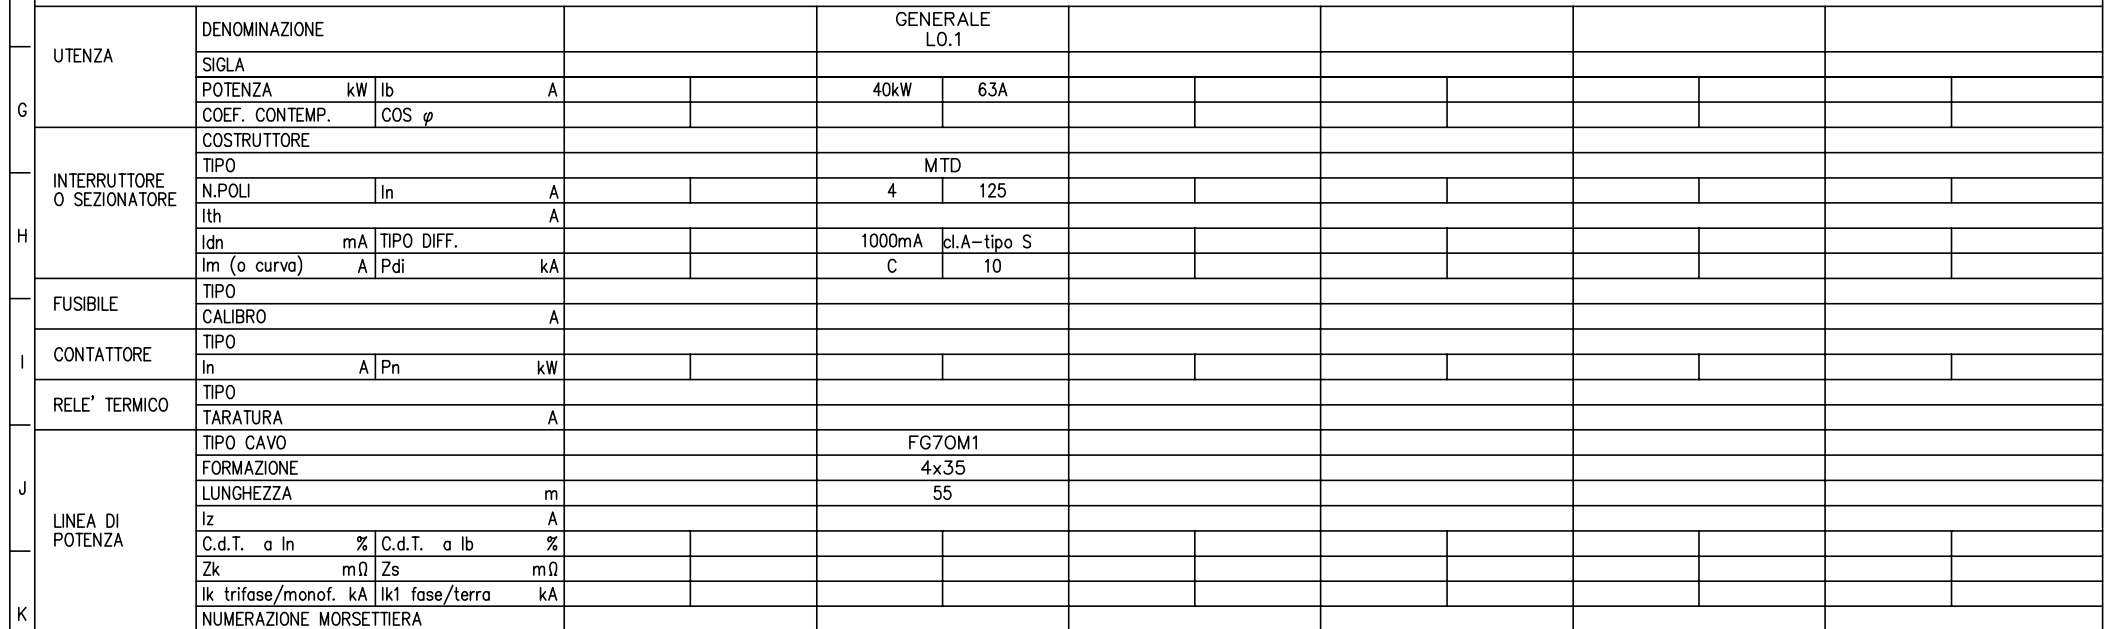 UTENZA
DENOMINAZIONE
GENERALE
L0.1
SIGLA
POTENZA kW Ib A 40kW 63A
COEF. CONTEMP. COS φ
G
INTERRUTTORE
O SEZIONATORE
COSTRUTTORE
TIPO MTD
N.POLI In A 4 125
Ith A
H
Idn mA TIPO DIFF. 1000mA cl.A-tipo S
Im (o curva) A Pdi kA C 10
FUSIBILE
TIPO
CALIBRO A
CONTATTORE
TIPO
I
In A Pn kW
RELE' TERMICO
TIPO
TARATURA A
LINEA DI
POTENZA
TIPO CAVO FG7OM1
FORMAZIONE 4x35
J
LUNGHEZZA m 55
Iz A
C.d.T. a In % C.d.T. a Ib %
Zk mΩ Zs mΩ
Ik trifase/monof. kA Ik1 fase/terra kA
K
NUMERAZIONE MORSETTIERA